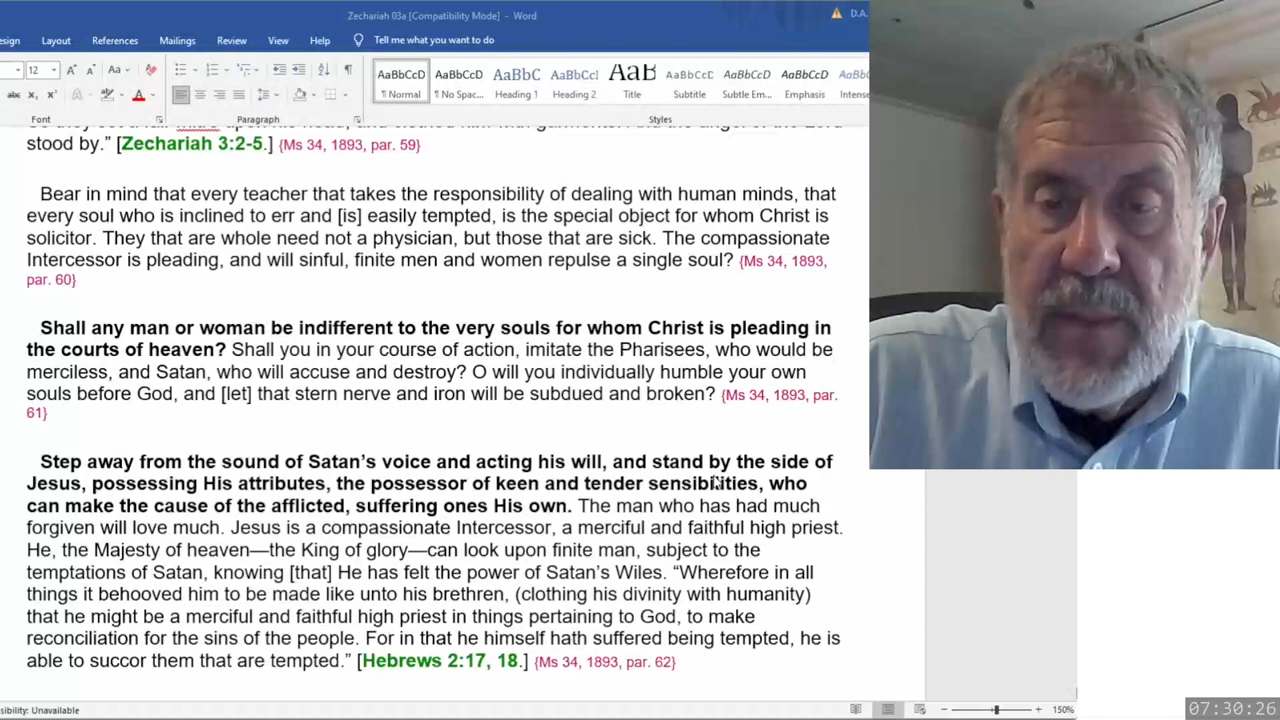 Zechariah 03a [Compatibility Mode] - Word
D.A.
esign Layout References Mailings Review View Help Tell me what you want to do
12 Aa
AaBbCcD AaBbCcD AaBbC AaBbCcI AaB AaBbCcD AaBbCcD AaBbCcD AaBbC
¶ Normal ¶ No Spac... Heading 1 Heading 2 Title Subtitle Subtle Em... Emphasis Intense
Font Paragraph Styles
stood by.” [Zechariah 3:2-5.] {Ms 34, 1893, par. 59}
Bear in mind that every teacher that takes the responsibility of dealing with human minds, that
every soul who is inclined to err and [is] easily tempted, is the special object for whom Christ is
solicitor. They that are whole need not a physician, but those that are sick. The compassionate
Intercessor is pleading, and will sinful, finite men and women repulse a single soul? {Ms 34, 1893,
par. 60}
Shall any man or woman be indifferent to the very souls for whom Christ is pleading in
the courts of heaven? Shall you in your course of action, imitate the Pharisees, who would be
merciless, and Satan, who will accuse and destroy? O will you individually humble your own
souls before God, and [let] that stern nerve and iron will be subdued and broken? {Ms 34, 1893, par.
61}
Step away from the sound of Satan’s voice and acting his will, and stand by the side of
Jesus, possessing His attributes, the possessor of keen and tender sensibilities, who
can make the cause of the afflicted, suffering ones His own. The man who has had much
forgiven will love much. Jesus is a compassionate Intercessor, a merciful and faithful high priest.
He, the Majesty of heaven—the King of glory—can look upon finite man, subject to the
temptations of Satan, knowing [that] He has felt the power of Satan’s Wiles. “Wherefore in all
things it behooved him to be made like unto his brethren, (clothing his divinity with humanity)
that he might be a merciful and faithful high priest in things pertaining to God, to make
reconciliation for the sins of the people. For in that he himself hath suffered being tempted, he is
able to succor them that are tempted.” [Hebrews 2:17, 18.] {Ms 34, 1893, par. 62}
sibility: Unavailable
150%
07:30:26